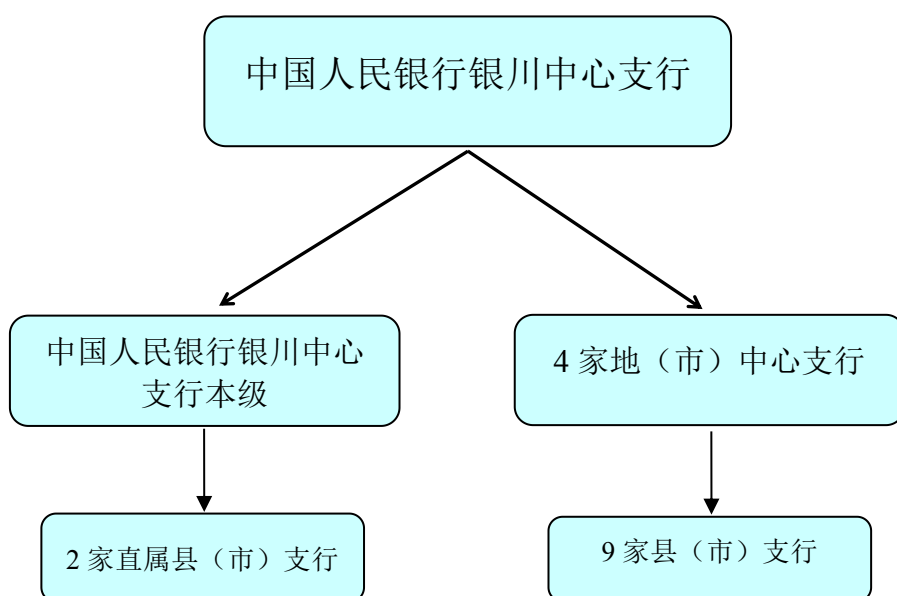 中国人民银行银川中心支行
中国人民银行银川中心
支行本级
4 家地（市）中心支行
2 家直属县（市）支行
9 家县（市）支行